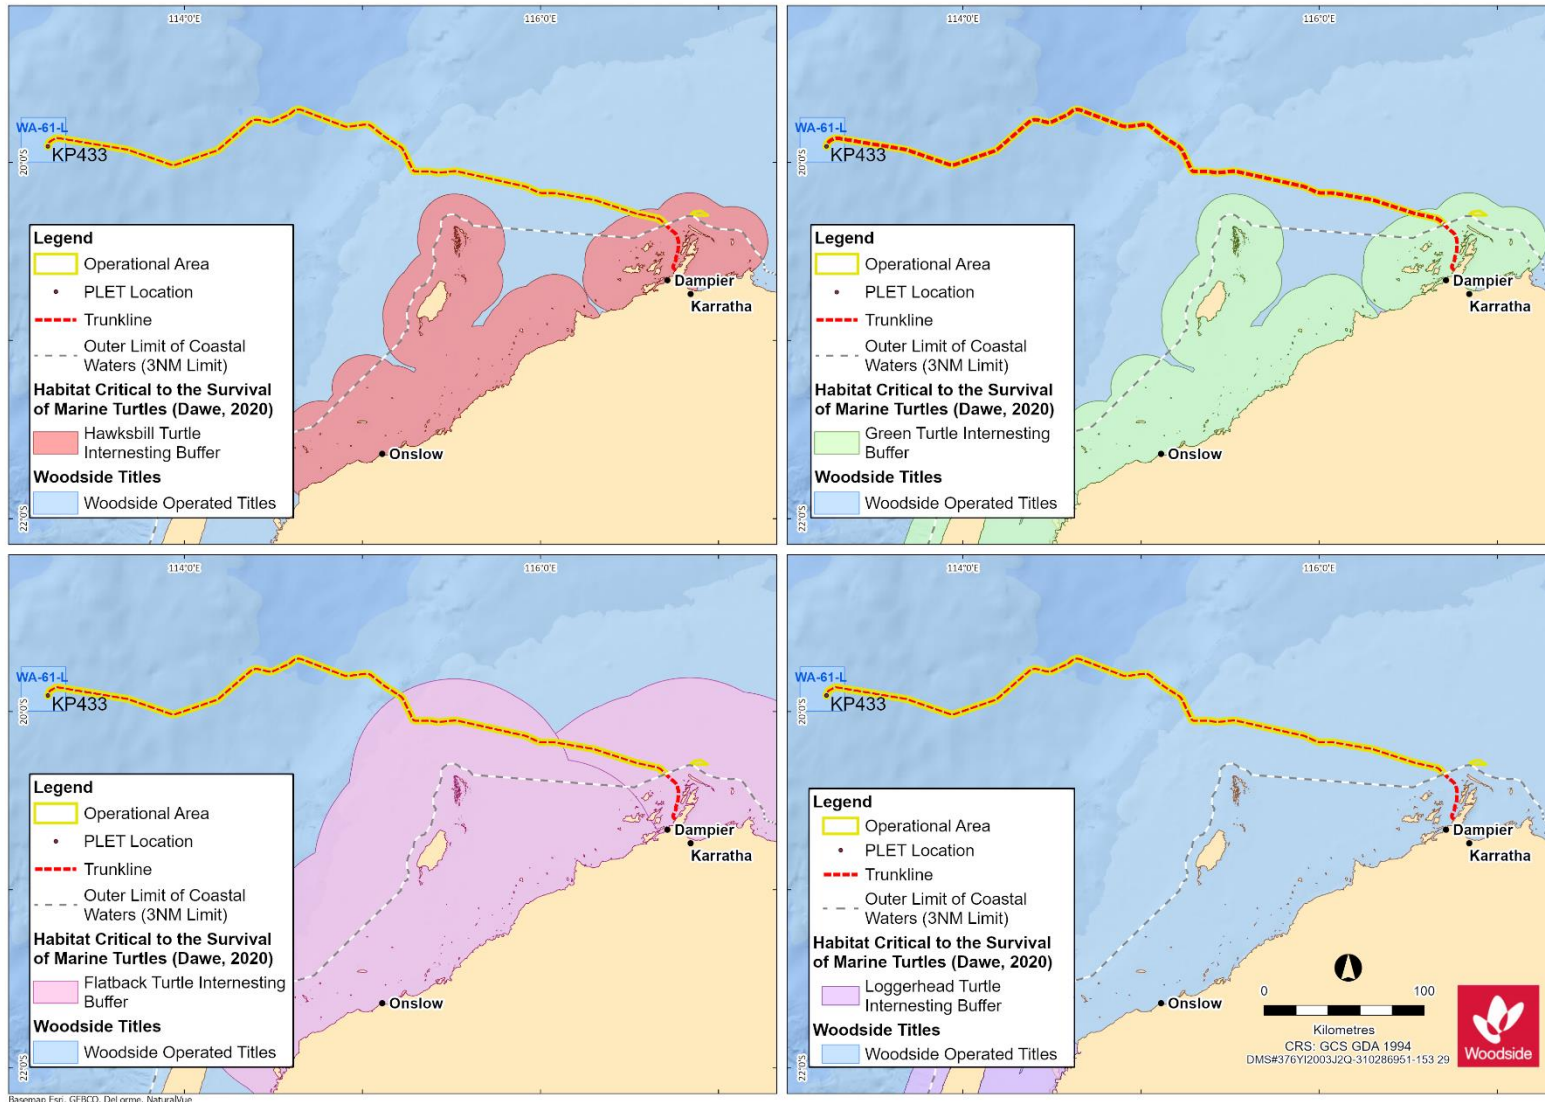 114°0'E
116°0'E
WA-61-L
KP433
20°0'S
Legend
Operational Area
PLET Location
Trunkline
Outer Limit of Coastal
Waters (3NM Limit)
Habitat Critical to the Survival
of Marine Turtles (Dawe, 2020)
Hawksbill Turtle
Internesting Buffer
Woodside Titles
Woodside Operated Titles
Dampier
Karratha
Onslow
22°0'S
114°0'E
116°0'E
WA-61-L
KP433
20°0'S
Legend
Operational Area
PLET Location
Trunkline
Outer Limit of Coastal
Waters (3NM Limit)
Habitat Critical to the Survival
of Marine Turtles (Dawe, 2020)
Green Turtle Internesting
Buffer
Woodside Titles
Woodside Operated Titles
Dampier
Karratha
Onslow
22°0'S
114°0'E
116°0'E
WA-61-L
KP433
20°0'S
Legend
Operational Area
PLET Location
Trunkline
Outer Limit of Coastal
Waters (3NM Limit)
Habitat Critical to the Survival
of Marine Turtles (Dawe, 2020)
Flatback Turtle Internesting
Buffer
Woodside Titles
Woodside Operated Titles
Dampier
Karratha
Onslow
22°0'S
114°0'E
116°0'E
WA-61-L
KP433
20°0'S
Legend
Operational Area
PLET Location
Trunkline
Outer Limit of Coastal
Waters (3NM Limit)
Habitat Critical to the Survival
of Marine Turtles (Dawe, 2020)
Loggerhead Turtle
Internesting Buffer
Woodside Titles
Woodside Operated Titles
Dampier
Karratha
Onslow
22°0'S
0 100
Kilometres
CRS: GCS GDA 1994
DMS#376YI2003J2Q-310286951-153 29
Woodside
Basemap Esri, GEBCO, DeLorme, NaturalVue